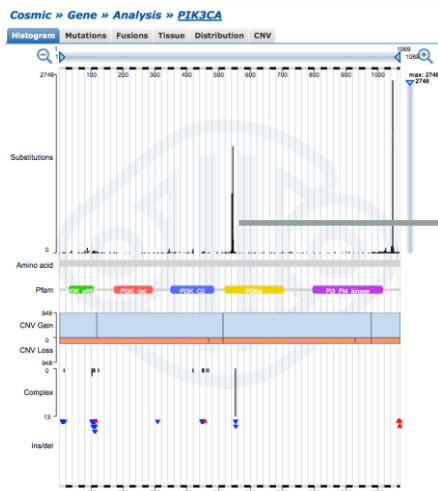 Cosmic » Gene » Analysis » PIK3CA
Histogram Mutations Fusions Tissue Distribution CNV
1 1069
1 1069
max: 2746
2746 100 200 300 400 500 600 700 800 900 1000 2746
Substitutions
0
Amino acid
Pfam PI3K_rbd PI3K_C2 PI3Ka PI3_PI4_kinase
948
CNV Gain
0
CNV Loss
948
0
Complex
13
Ins/del